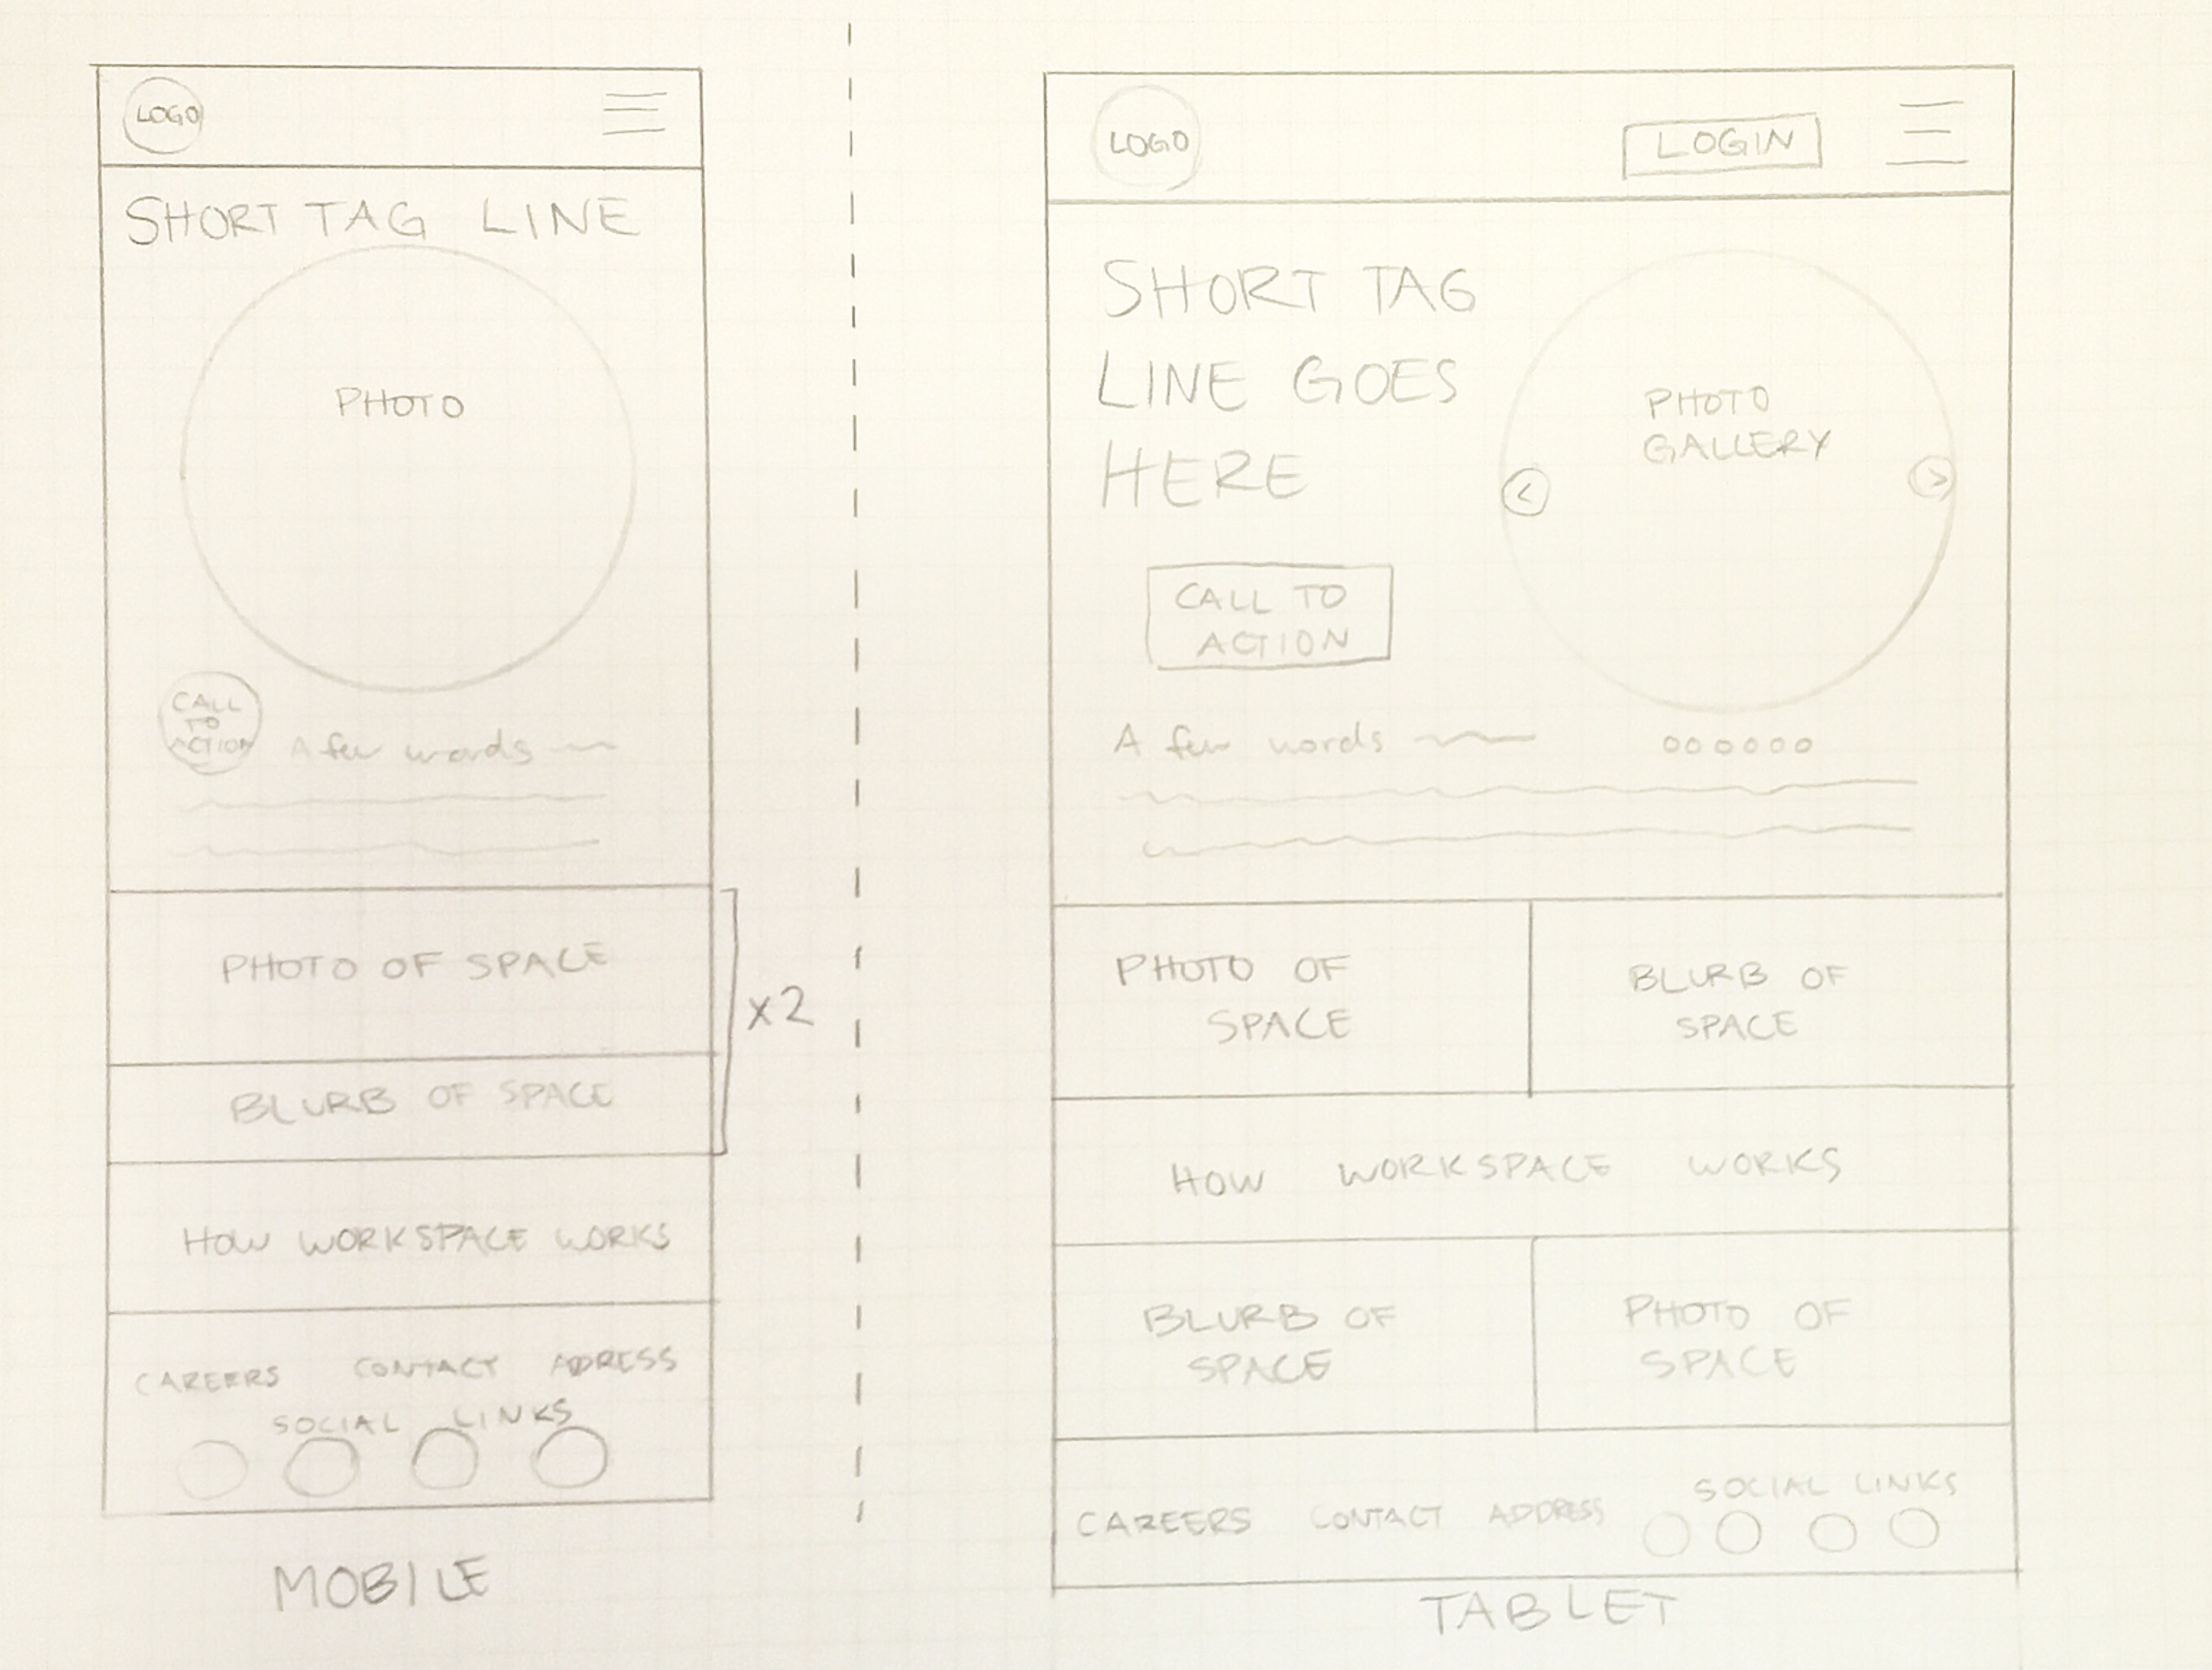 LOGO
SHORT TAG LINE
PHOTO
CALL
TO
ACTION
A few words
PHOTO OF SPACE
x2
BLURB OF SPACE
HOW WORKSPACE WORKS
CAREERS CONTACT ADDRESS
SOCIAL LINKS
MOBILE
LOGO
LOGIN
SHORT TAG
LINE GOES
HERE
PHOTO
GALLERY
<
>
CALL TO
ACTION
A few words
PHOTO OF
SPACE
BLURB OF
SPACE
HOW WORKSPACE WORKS
BLURB OF
SPACE
PHOTO OF
SPACE
CAREERS CONTACT ADDRESS
SOCIAL LINKS
TABLET